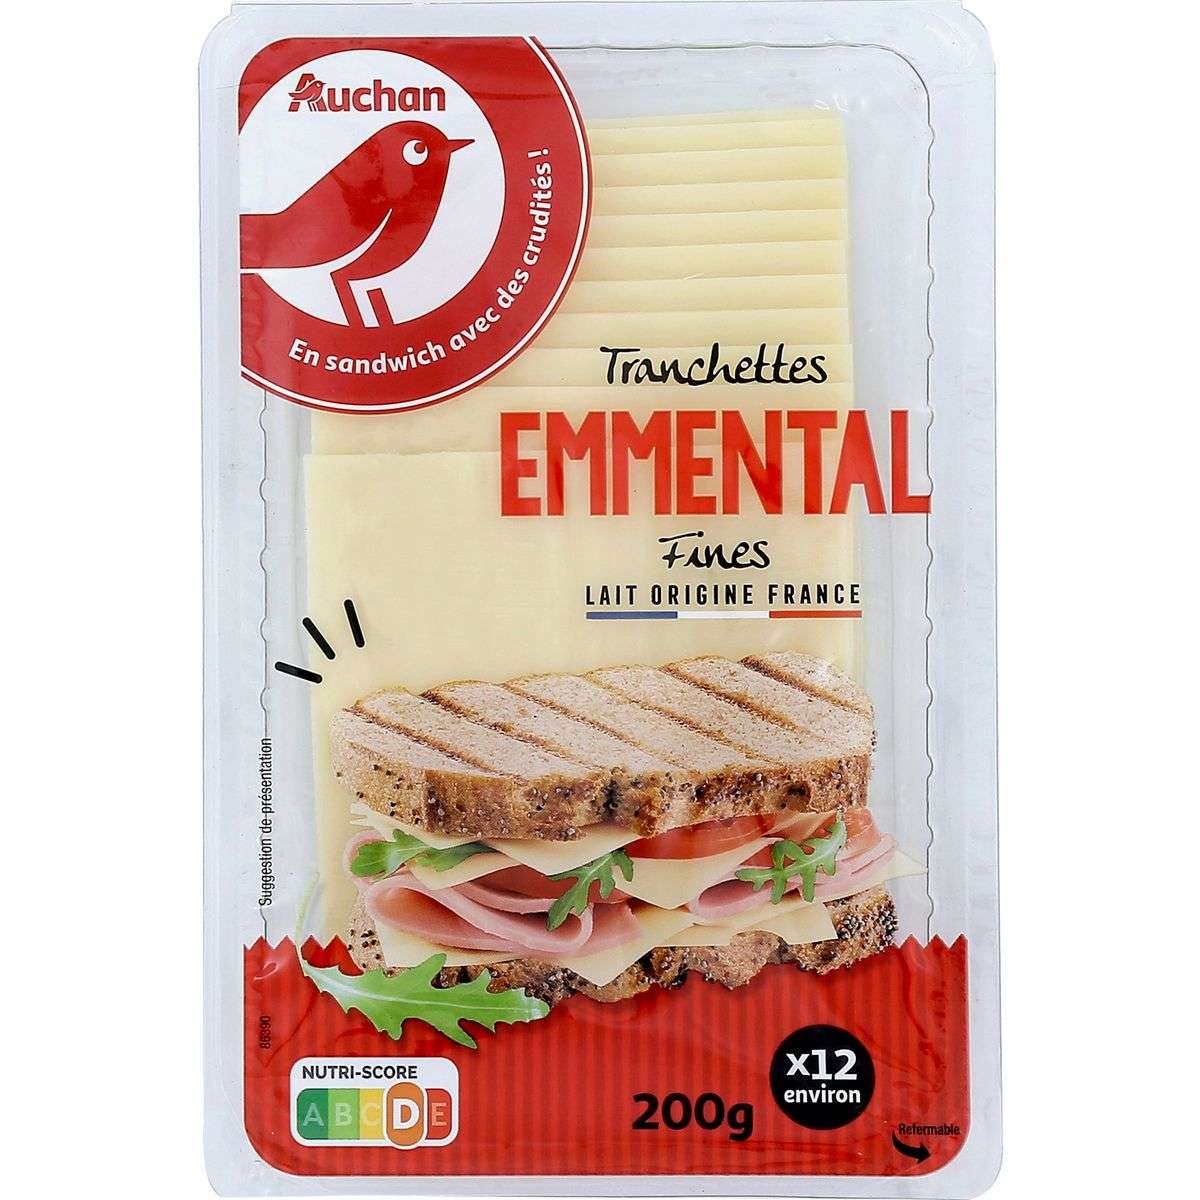 Auchan
En sandwich avec des crudités !
Tranchettes
EMMENTAL
Fines
LAIT ORIGINE FRANCE
Suggestion de présentation
86390
NUTRI-SCORE
A B C D E
200g
x12
environ
Refermable